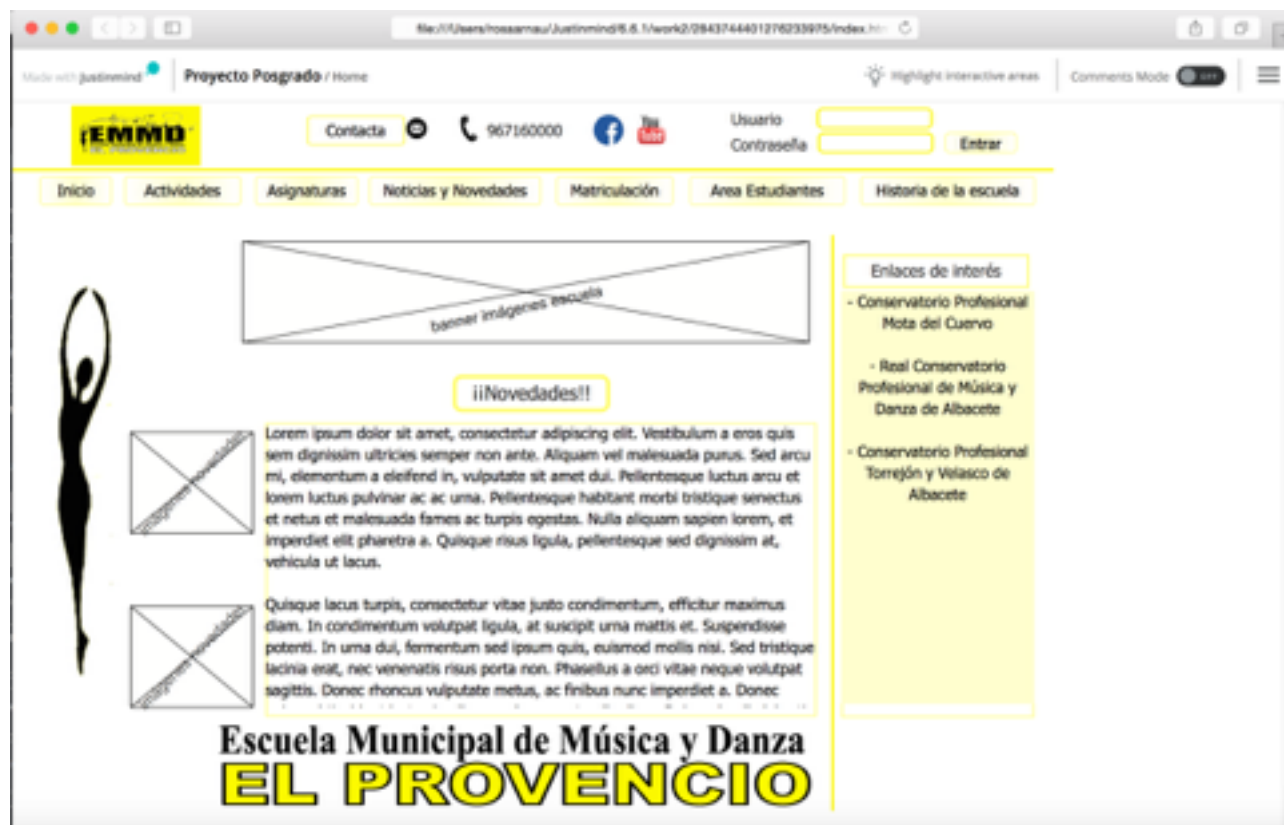 file:///Users/rosaarnau/Justinmind/6.6.1/work2/2843744401276233975/index.htm
Made with justinmind
Proyecto Posgrado / Home
Highlight interactive areas
Comments Mode
OFF
EMMD
EL PROVENCIO
Contacta
967160000
You
Tube
Usuario
Contraseña
Entrar
Inicio
Actividades
Asignaturas
Noticias y Novedades
Matriculación
Area Estudiantes
Historia de la escuela
banner imágenes escuela
Enlaces de interés
- Conservatorio Profesional
Mota del Cuervo
- Real Conservatorio
Profesional de Música y
Danza de Albacete
- Conservatorio Profesional
Torrejón y Velasco de
Albacete
¡¡Novedades!!
imágenes novedades
Lorem ipsum dolor sit amet, consectetur adipiscing elit. Vestibulum a eros quis
sem dignissim ultricies semper non ante. Aliquam vel malesuada purus. Sed arcu
mi, elementum a eleifend in, vulputate sit amet dui. Pellentesque luctus arcu et
lorem luctus pulvinar ac ac urna. Pellentesque habitant morbi tristique senectus
et netus et malesuada fames ac turpis egestas. Nulla aliquam sapien lorem, et
imperdiet elit pharetra a. Quisque risus ligula, pellentesque sed dignissim at,
vehicula ut lacus.
imágenes novedades
Quisque lacus turpis, consectetur vitae justo condimentum, efficitur maximus
diam. In condimentum volutpat ligula, at suscipit urna mattis et. Suspendisse
potenti. In urna dui, fermentum sed ipsum quis, euismod mollis nisi. Sed tristique
lacinia erat, nec venenatis risus porta non. Phasellus a orci vitae neque volutpat
sagittis. Donec rhoncus vulputate metus, ac finibus nunc imperdiet a. Donec
Escuela Municipal de Música y Danza
EL PROVENCIO